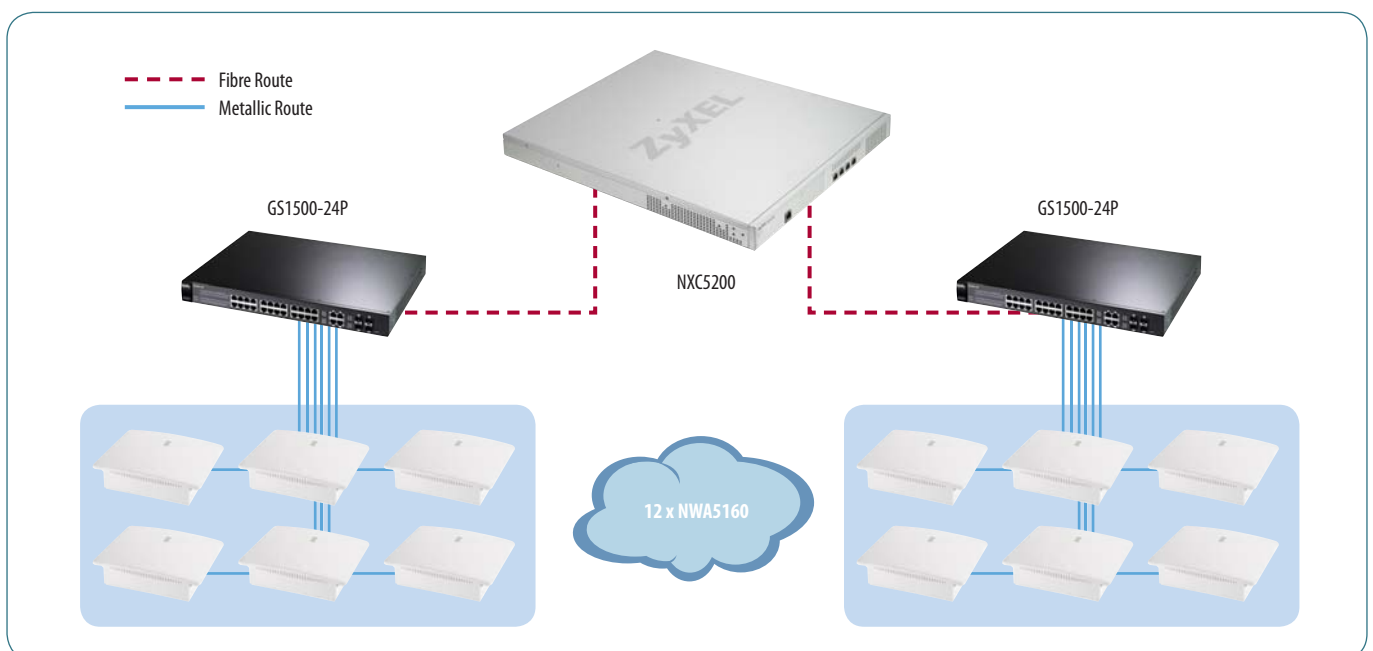 Fibre Route
Metallic Route
ZyXEL
GS1500-24P
GS1500-24P
NXC5200
12 x NWA5160